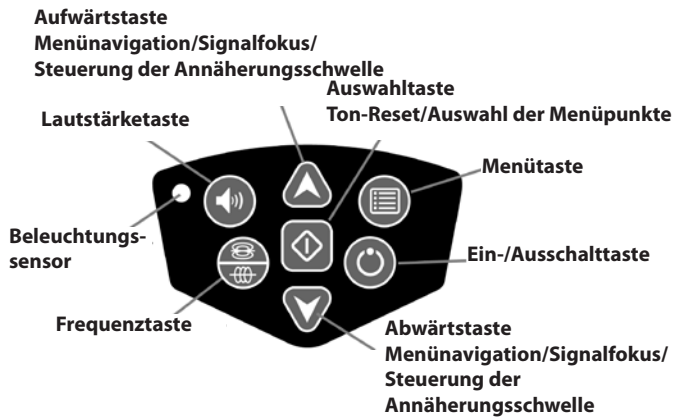 Aufwärtstaste
Menünavigation/Signalfokus/
Steuerung der Annäherungsschwelle
Auswahltaste
Ton-Reset/Auswahl der Menüpunkte
Lautstärketaste
Menütaste
Beleuchtungs-
sensor
Ein-/Ausschalttaste
Frequenztaste
Abwärtstaste
Menünavigation/Signalfokus/
Steuerung der
Annäherungsschwelle